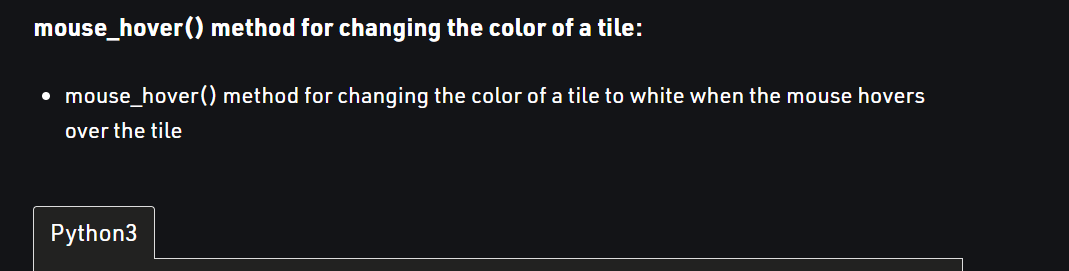 mouse_hover() method for changing the color of a tile:
• mouse_hover() method for changing the color of a tile to white when the mouse hovers
over the tile
Python3